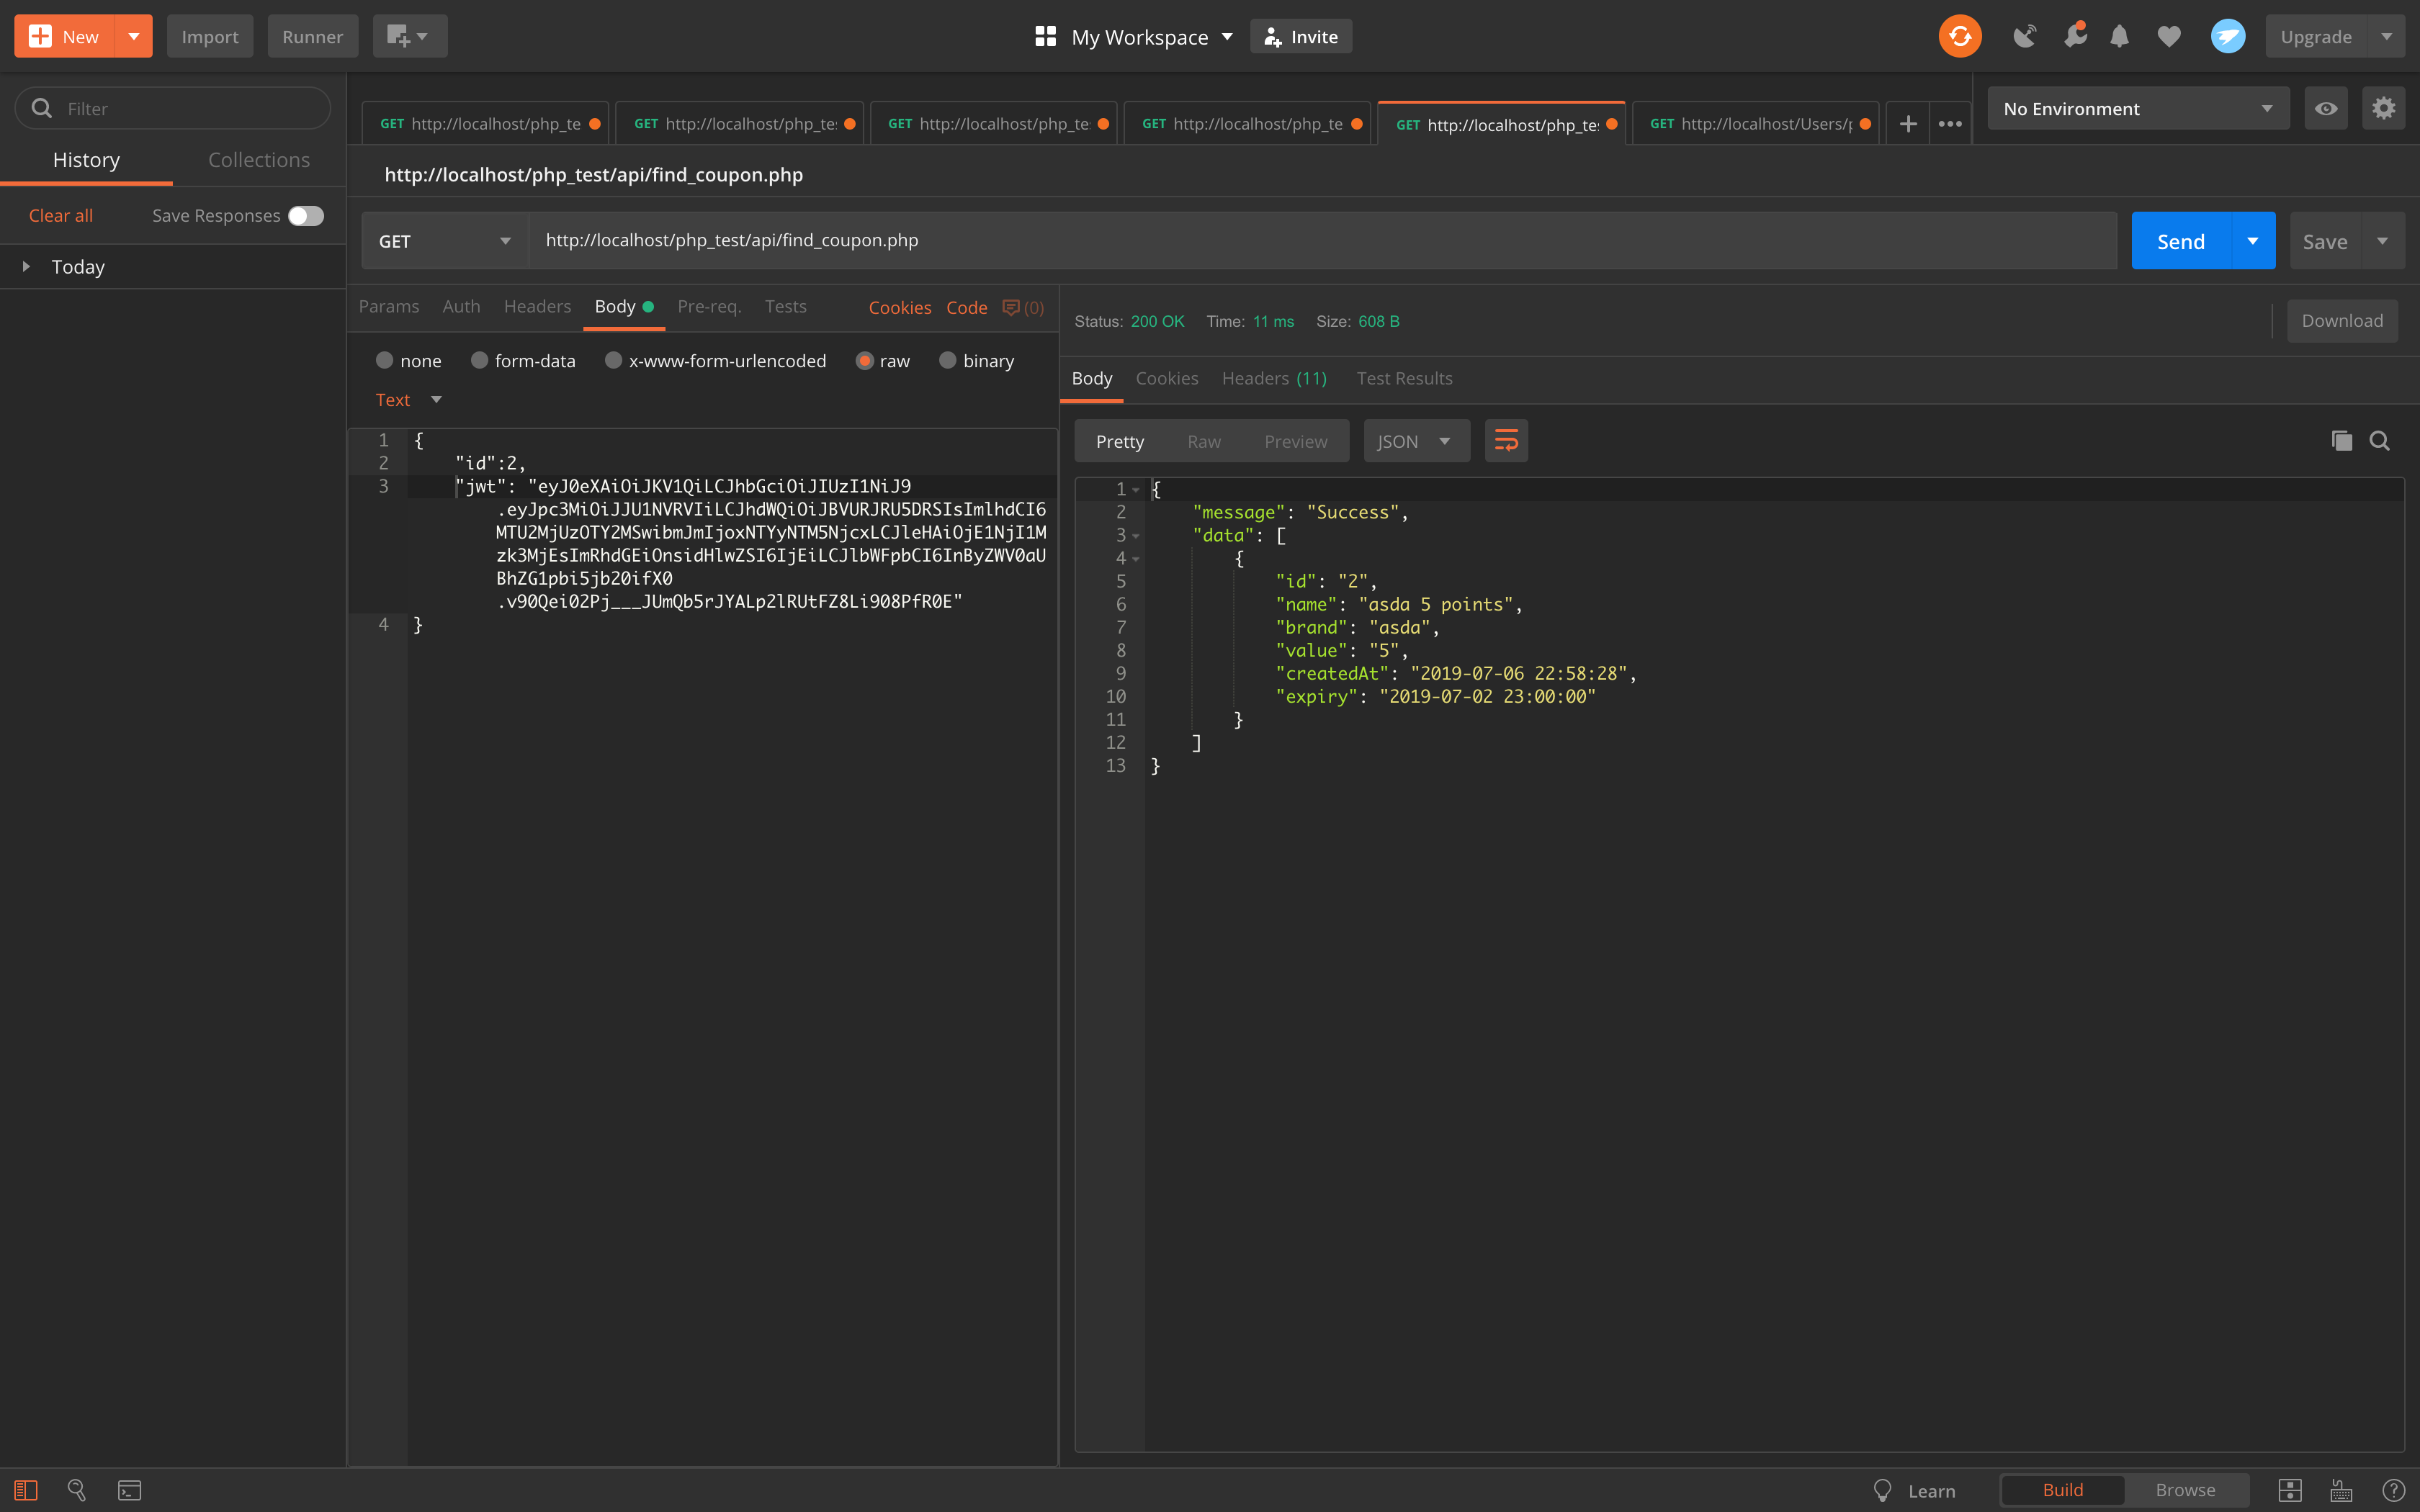 New
Import
Runner
My Workspace
Invite
Upgrade
Filter
History
Collections
Clear all
Save Responses
Today
GET http://localhost/php_te
GET http://localhost/php_te
GET http://localhost/php_te
GET http://localhost/php_te
GET http://localhost/php_te
GET http://localhost/Users/p
No Environment
http://localhost/php_test/api/find_coupon.php
GET
http://localhost/php_test/api/find_coupon.php
Send
Save
Params Auth Headers Body Pre-req. Tests Cookies Code (0)
none form-data x-www-form-urlencoded raw binary
Text
1 {
2 "id":2,
3 "jwt": "eyJ0eXAiOiJKV1QiLCJhbGciOiJIUzI1NiJ9
.eyJpc3MiOiJJU1NVRVIiLCJhdWQiOiJBVURJRU5DRSIsImlhdCI6
MTU2MjUzOTY2MSwibmJmIjoxNTYyNTM5NjcxLCJleHAiOjE1NjI1M
zk3MjEsImRhdGEiOnsidHlwZSI6IjEiLCJlbWFpbCI6InByZWV0aU
BhZG1pbi5jb20ifX0
.v90Qei02Pj___JUmQb5rJYALp2lRUtFZ8Li908PfR0E"
4 }
Status: 200 OK Time: 11 ms Size: 608 B
Download
Body Cookies Headers (11) Test Results
Pretty Raw Preview JSON
1 {
2 "message": "Success",
3 "data": [
4 {
5 "id": "2",
6 "name": "asda 5 points",
7 "brand": "asda",
8 "value": "5",
9 "createdAt": "2019-07-06 22:58:28",
10 "expiry": "2019-07-02 23:00:00"
11 }
12 ]
13 }
Learn
Build
Browse